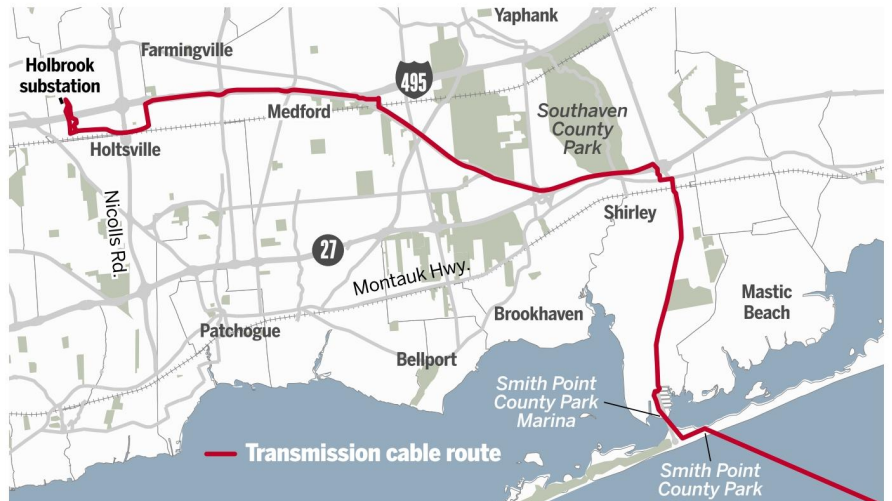 Yaphank
Farmingville
Holbrook
substation
495
Medford
Southaven
County
Park
Holtsville
Nicolls Rd.
Shirley
27
Montauk Hwy.
Mastic
Beach
Brookhaven
Patchogue
Bellport
Smith Point
County Park
Marina
Transmission cable route
Smith Point
County Park